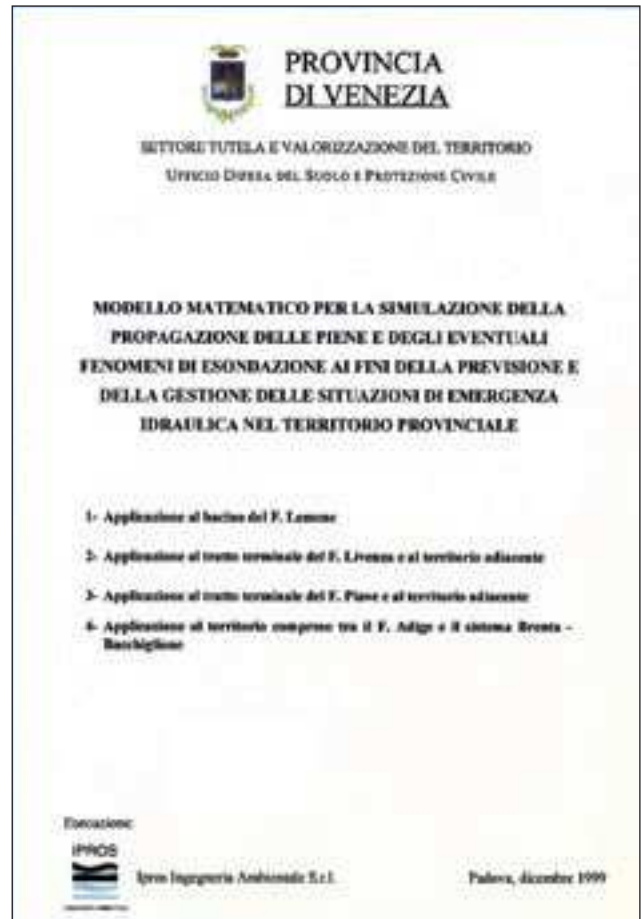 PROVINCIA
DI VENEZIA
SETTORE TUTELA E VALORIZZAZIONE DEL TERRITORIO
UFFICIO DIFESA DEL SUOLO E PROTEZIONE CIVILE
MODELLO MATEMATICO PER LA SIMULAZIONE DELLA
PROPAGAZIONE DELLE PIENE E DEGLI EVENTUALI
FENOMENI DI ESONDAZIONE AI FINI DELLA PREVISIONE E
DELLA GESTIONE DELLE SITUAZIONI DI EMERGENZA
IDRAULICA NEL TERRITORIO PROVINCIALE
1- Applicazione al bacino del F.
2- Applicazione al tratto terminale del F. Livenza e al territorio adiacente
3- Applicazione al tratto terminale del F. Piave e al territorio adiacente
4- Applicazione al territorio compreso tra il F. Adige e il sistema Brenta -
Bacchiglione
Esecuzione:
IPROS
Ipros Ingegneria Ambientale S.r.l. Padova, dicembre 1999